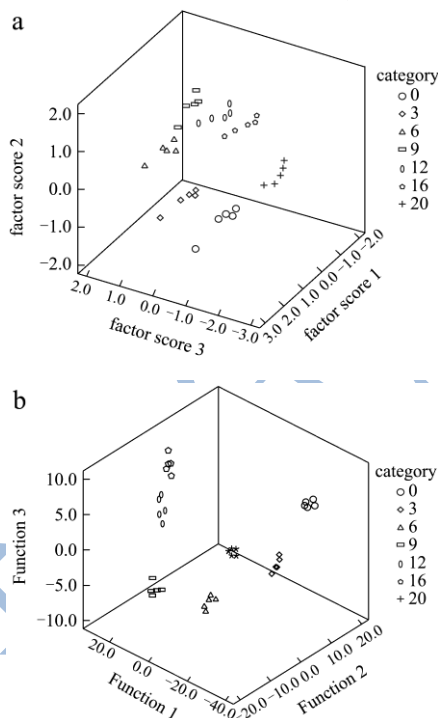 a
category
0
3
6
9
12
16
20
factor score 2
2.0
1.0
0.0
−1.0
−2.0
2.0 1.0 0.0 −1.0 −2.0 −3.0
factor score 3
3.0 2.0 1.0 0.0 −1.0 −2.0
factor score 1
b
category
0
3
6
9
12
16
20
Function 3
10.0
5.0
0.0
−5.0
−10.0
20.0 0.0 −20.0 −40.0
Function 1
−20.0 −10.0 0.0 10.0 20.0
Function 2